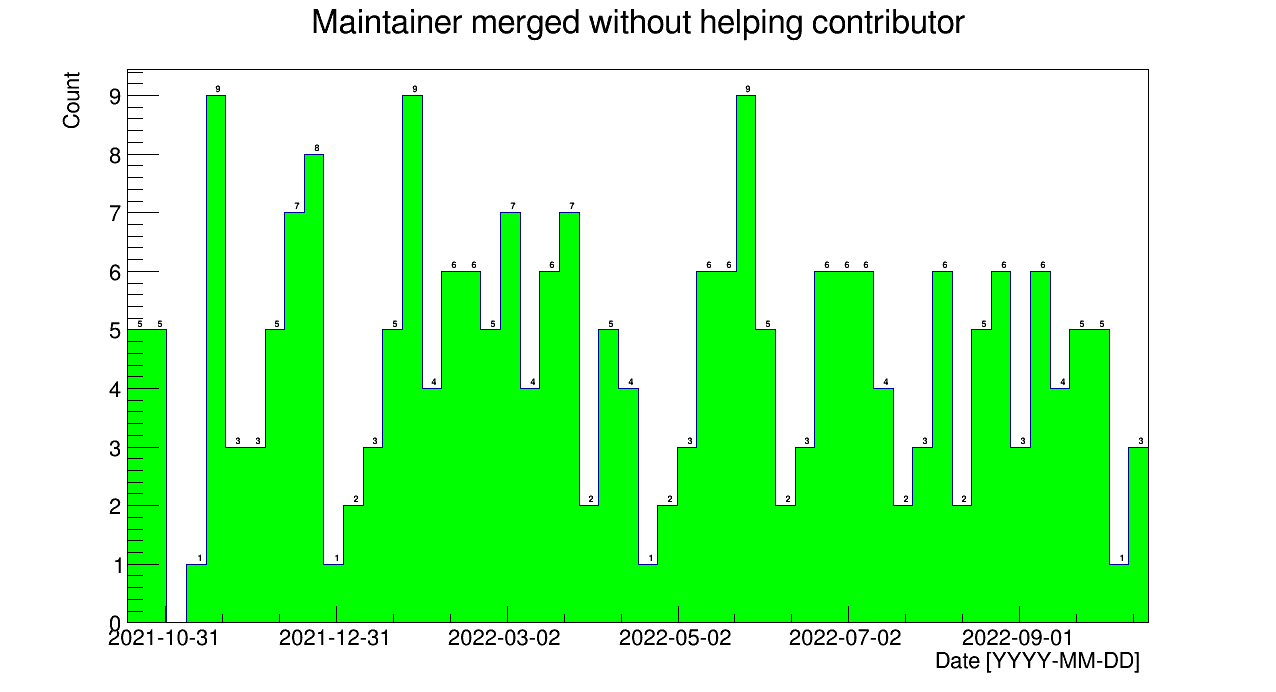 Maintainer merged without helping contributor
Count
9
8
7
6
5
4
3
2
1
0
5 5 1 9 3 3 5 7 8 1 2 3 5 9 4 6 6 5 7 4 6 7 2 5 4 1 2 3 6 6 9 5 2 3 6 6 6 4 2 3 6 2 5 6 3 6 4 5 5 1 3
2021-10-31 2021-12-31 2022-03-02 2022-05-02 2022-07-02 2022-09-01
Date [YYYY-MM-DD]